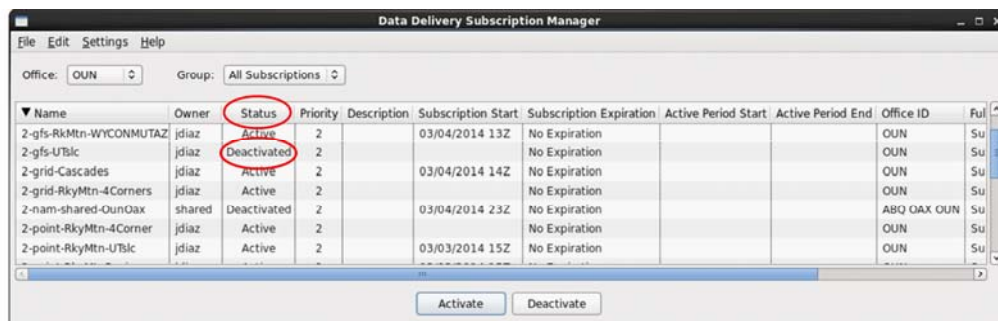 Data Delivery Subscription Manager
File Edit Settings Help
Office: OUN Group: All Subscriptions
Name Owner Status Priority Description Subscription Start Subscription Expiration Active Period Start Active Period End Office ID Ful
2-gfs-RkMtn-WYCONMUTAZ jdiaz Active 2 03/04/2014 13Z No Expiration OUN Su
2-gfs-UTslc jdiaz Deactivated 2 No Expiration OUN Su
2-grid-Cascades jdiaz Active 2 03/04/2014 14Z No Expiration OUN Su
2-grid-RkyMtn-4Corners jdiaz Active 2 No Expiration OUN Su
2-nam-shared-OunOax shared Deactivated 2 03/04/2014 23Z No Expiration ABQ OAX OUN Su
2-point-RkyMtn-4Corner jdiaz Active 2 No Expiration OUN Su
2-point-RkyMtn-UTslc jdiaz Active 2 03/03/2014 15Z No Expiration OUN Su
Activate Deactivate